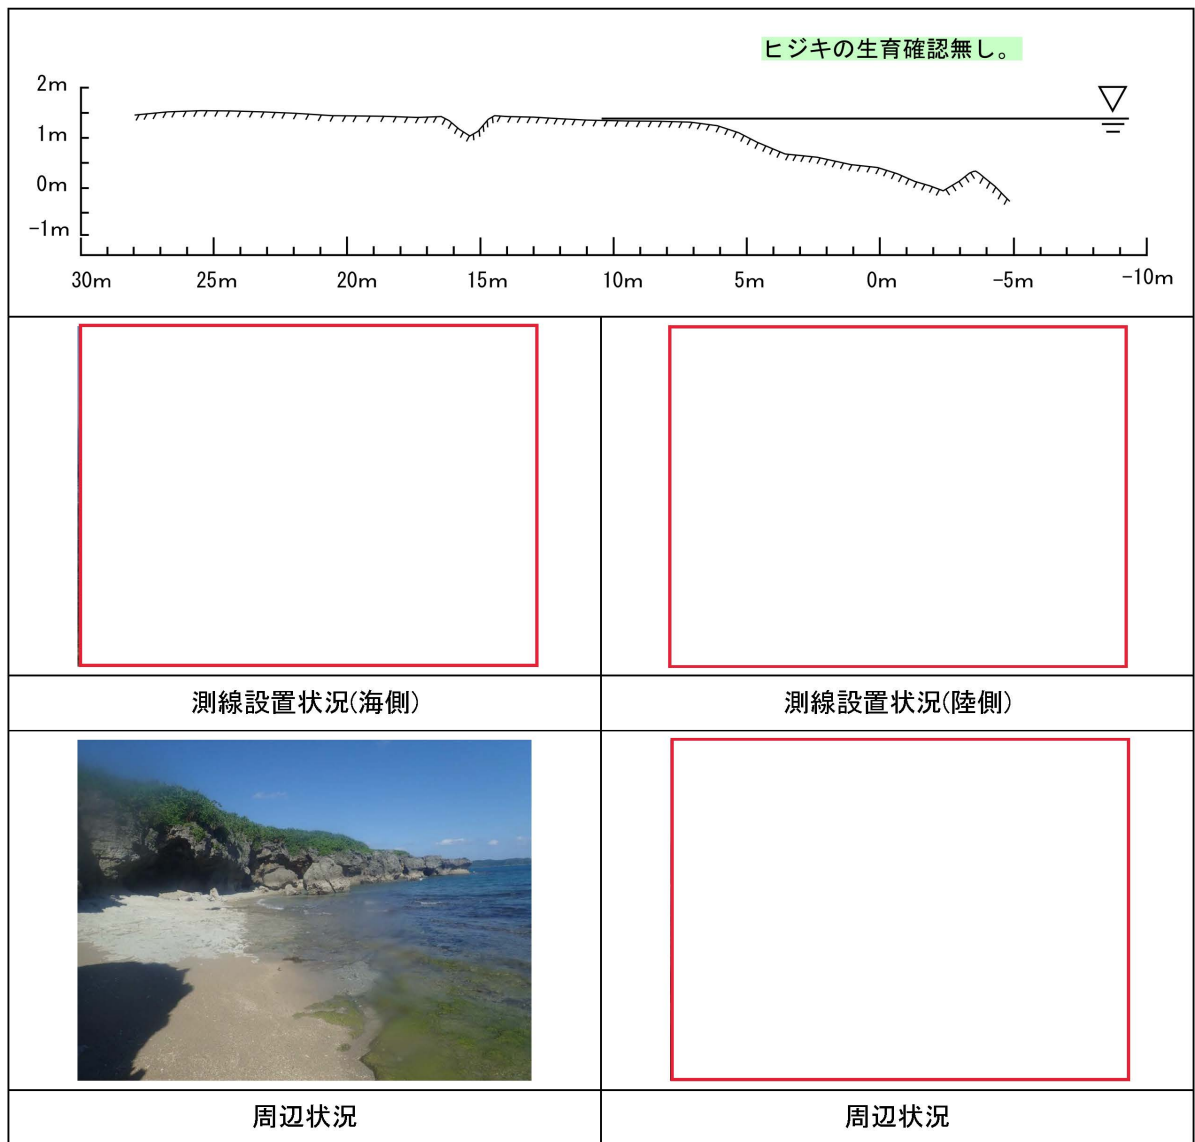 ヒジキの生育確認無し。
2m
1m
0m
-1m
30m 25m 20m 15m 10m 5m 0m -5m -10m
測線設置状況(海側) 測線設置状況(陸側)
周辺状況 周辺状況